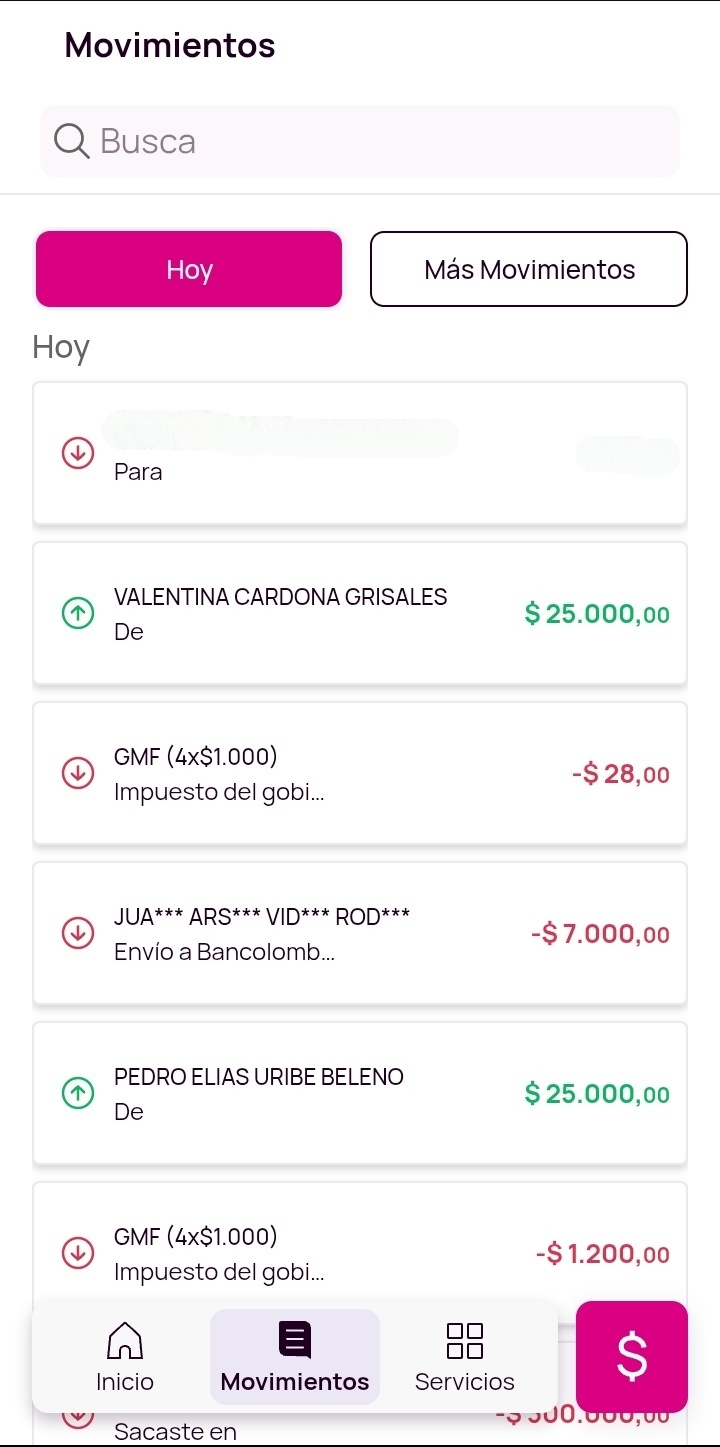 Movimientos
Busca
Hoy
Más Movimientos
Hoy
Para
VALENTINA CARDONA GRISALES
$ 25.000,00
De
GMF (4x$1.000)
-$ 28,00
Impuesto del gobi...
JUA*** ARS*** VID*** ROD***
-$ 7.000,00
Envío a Bancolomb...
PEDRO ELIAS URIBE BELENO
$ 25.000,00
De
GMF (4x$1.000)
-$ 1.200,00
Impuesto del gobi...
Inicio
Movimientos
Servicios
$
-$ 300.000,00
Sacaste en